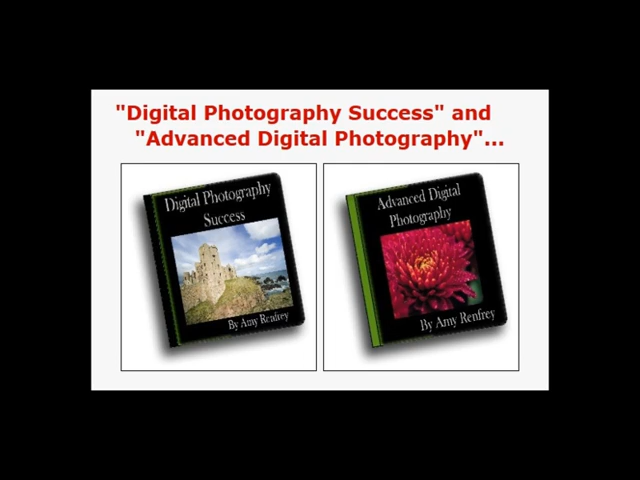 "Digital Photography Success" and
"Advanced Digital Photography"...
Digital Photography
Success
By Amy Renfrey
Advanced Digital
Photography
By Amy Renfrey